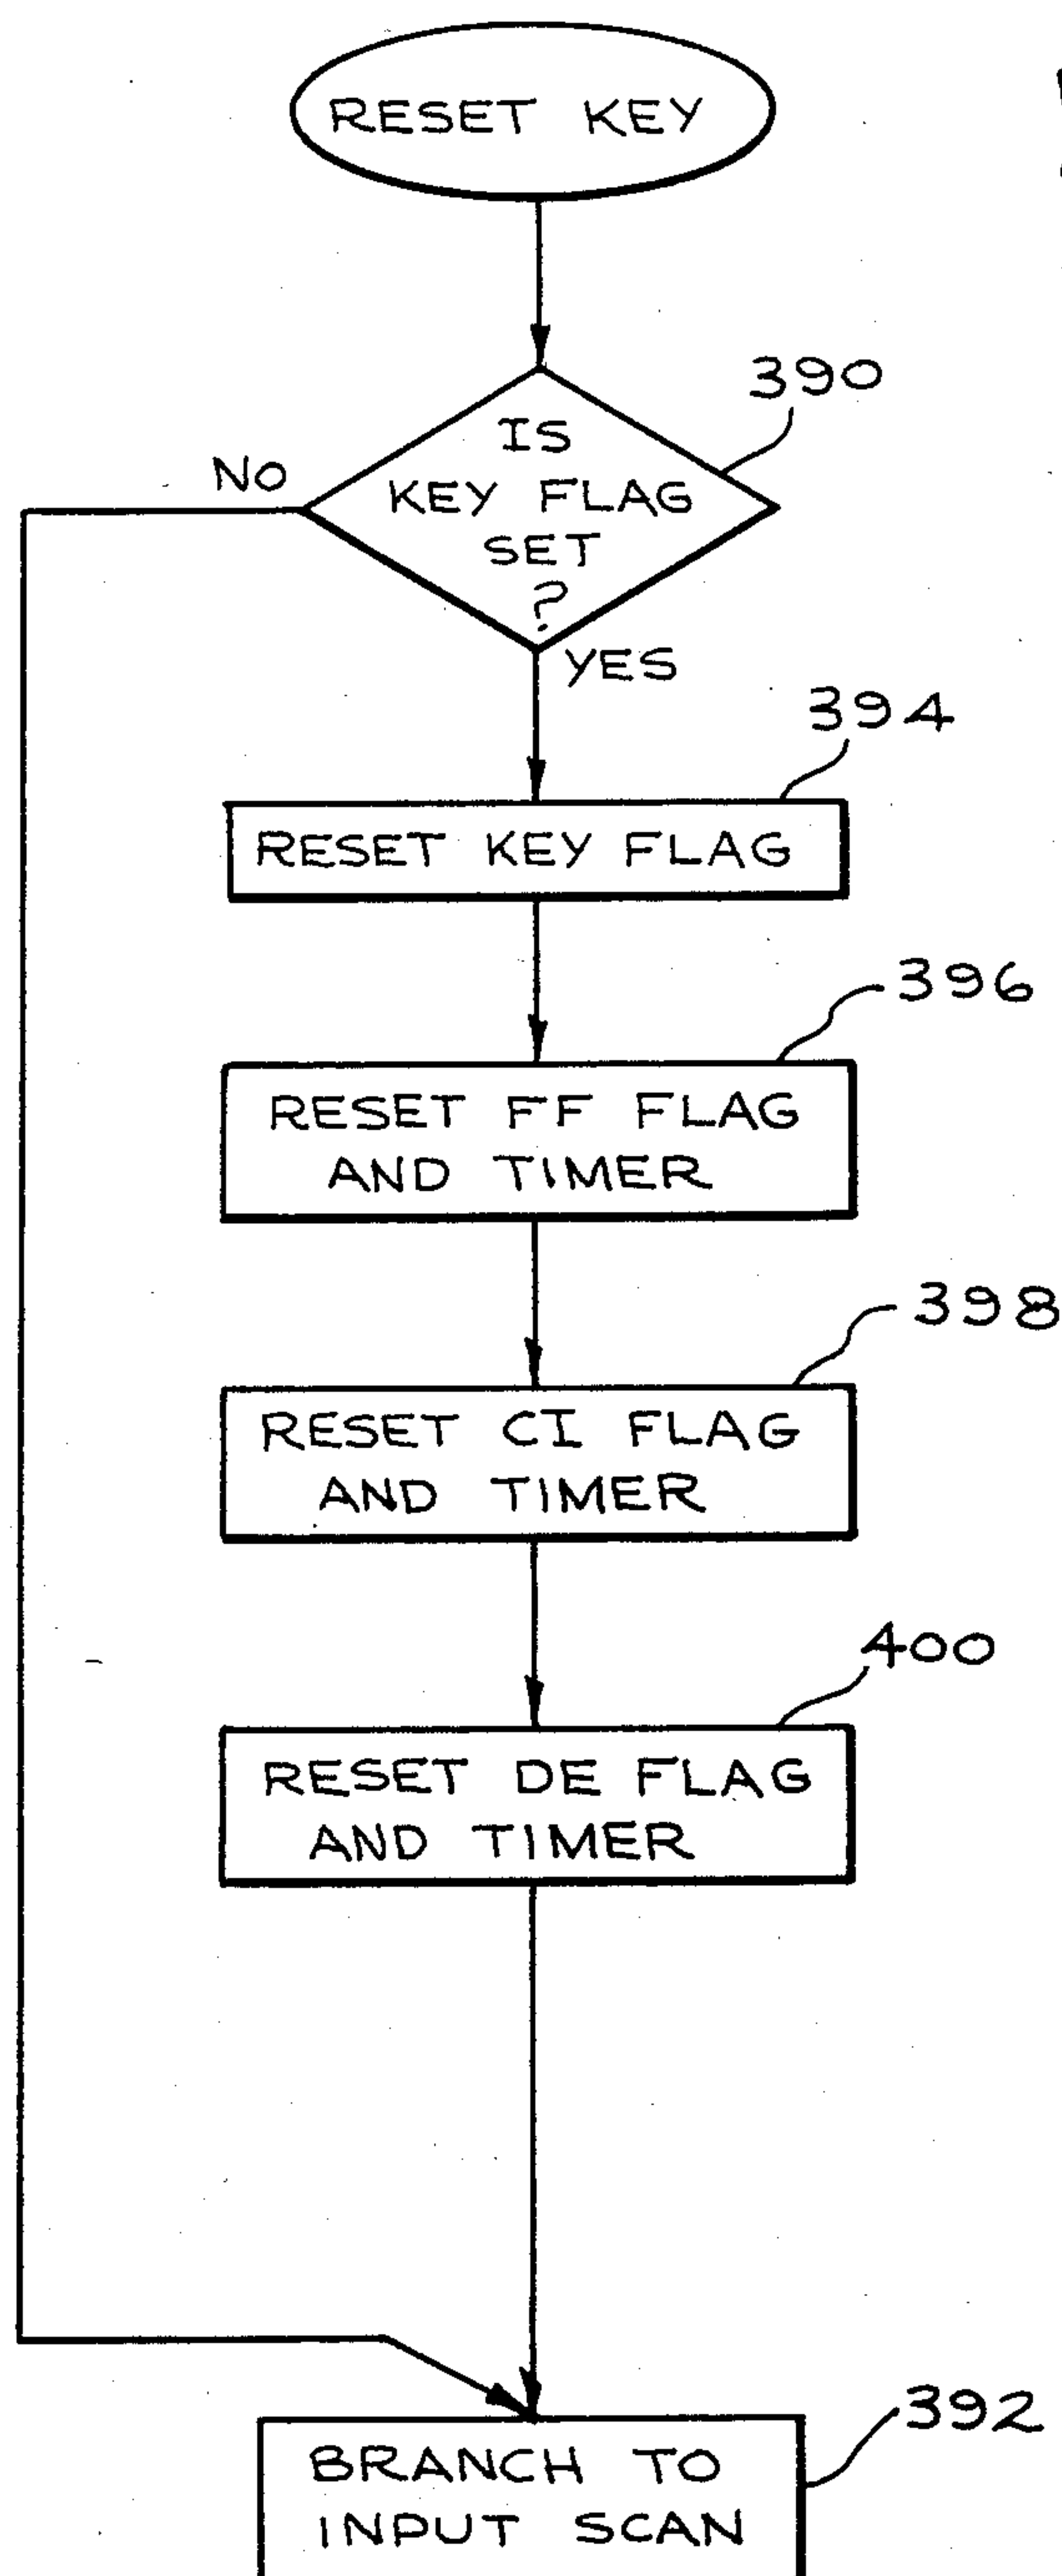 RESET KEY
390
IS
KEY FLAG
SET
?
NO
YES
394
RESET KEY FLAG
396
RESET FF FLAG
AND TIMER
398
RESET CI FLAG
AND TIMER
400
RESET DE FLAG
AND TIMER
392
BRANCH TO
INPUT SCAN